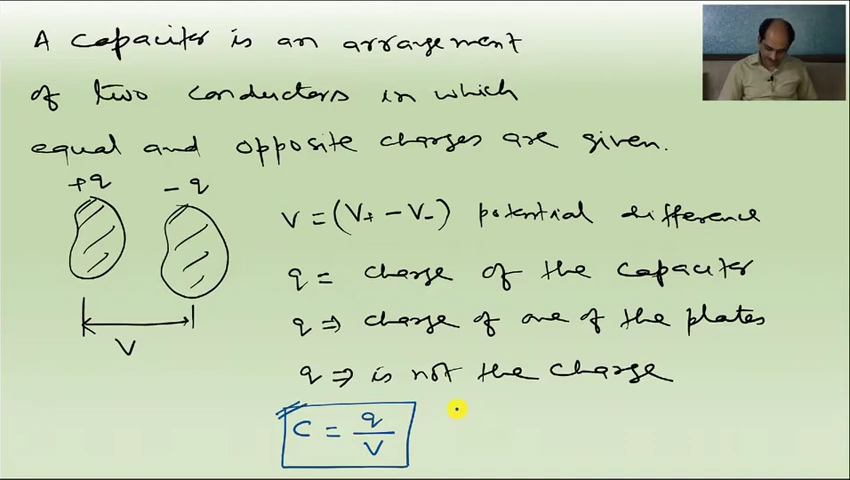 A capacitor is an arrangement
of two conductors in which
equal and opposite charges are given.
+q -q
V = (V+ - V-) potential difference
q = charge of the capacitor
q ⇒ charge of one of the plates
V
q ⇒ is not the charge
C = q/V